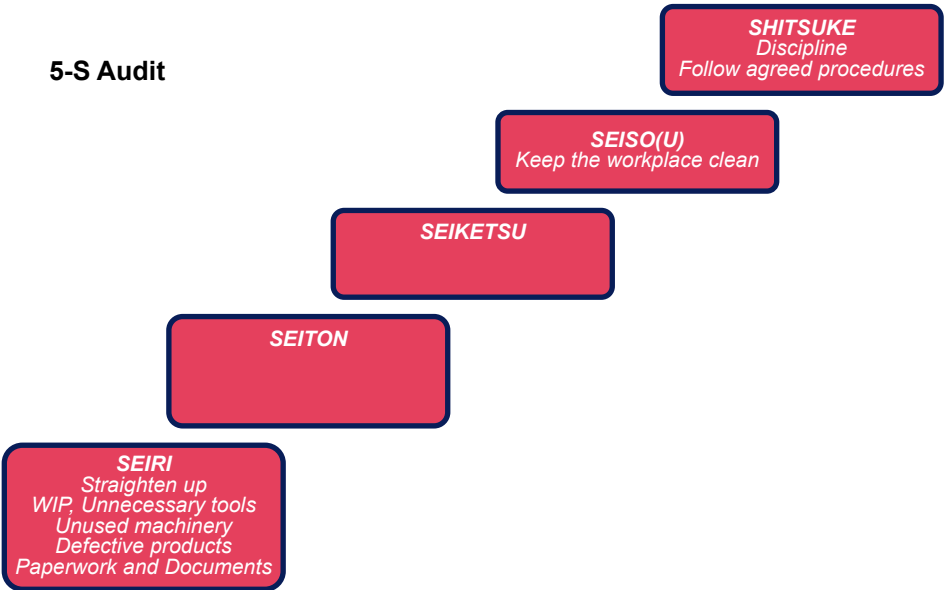 5-S Audit
SHITSUKE
Discipline
Follow agreed procedures
SEISO(U)
Keep the workplace clean
SEIKETSU
SEITON
SEIRI
Straighten up
WIP, Unnecessary tools
Unused machinery
Defective products
Paperwork and Documents